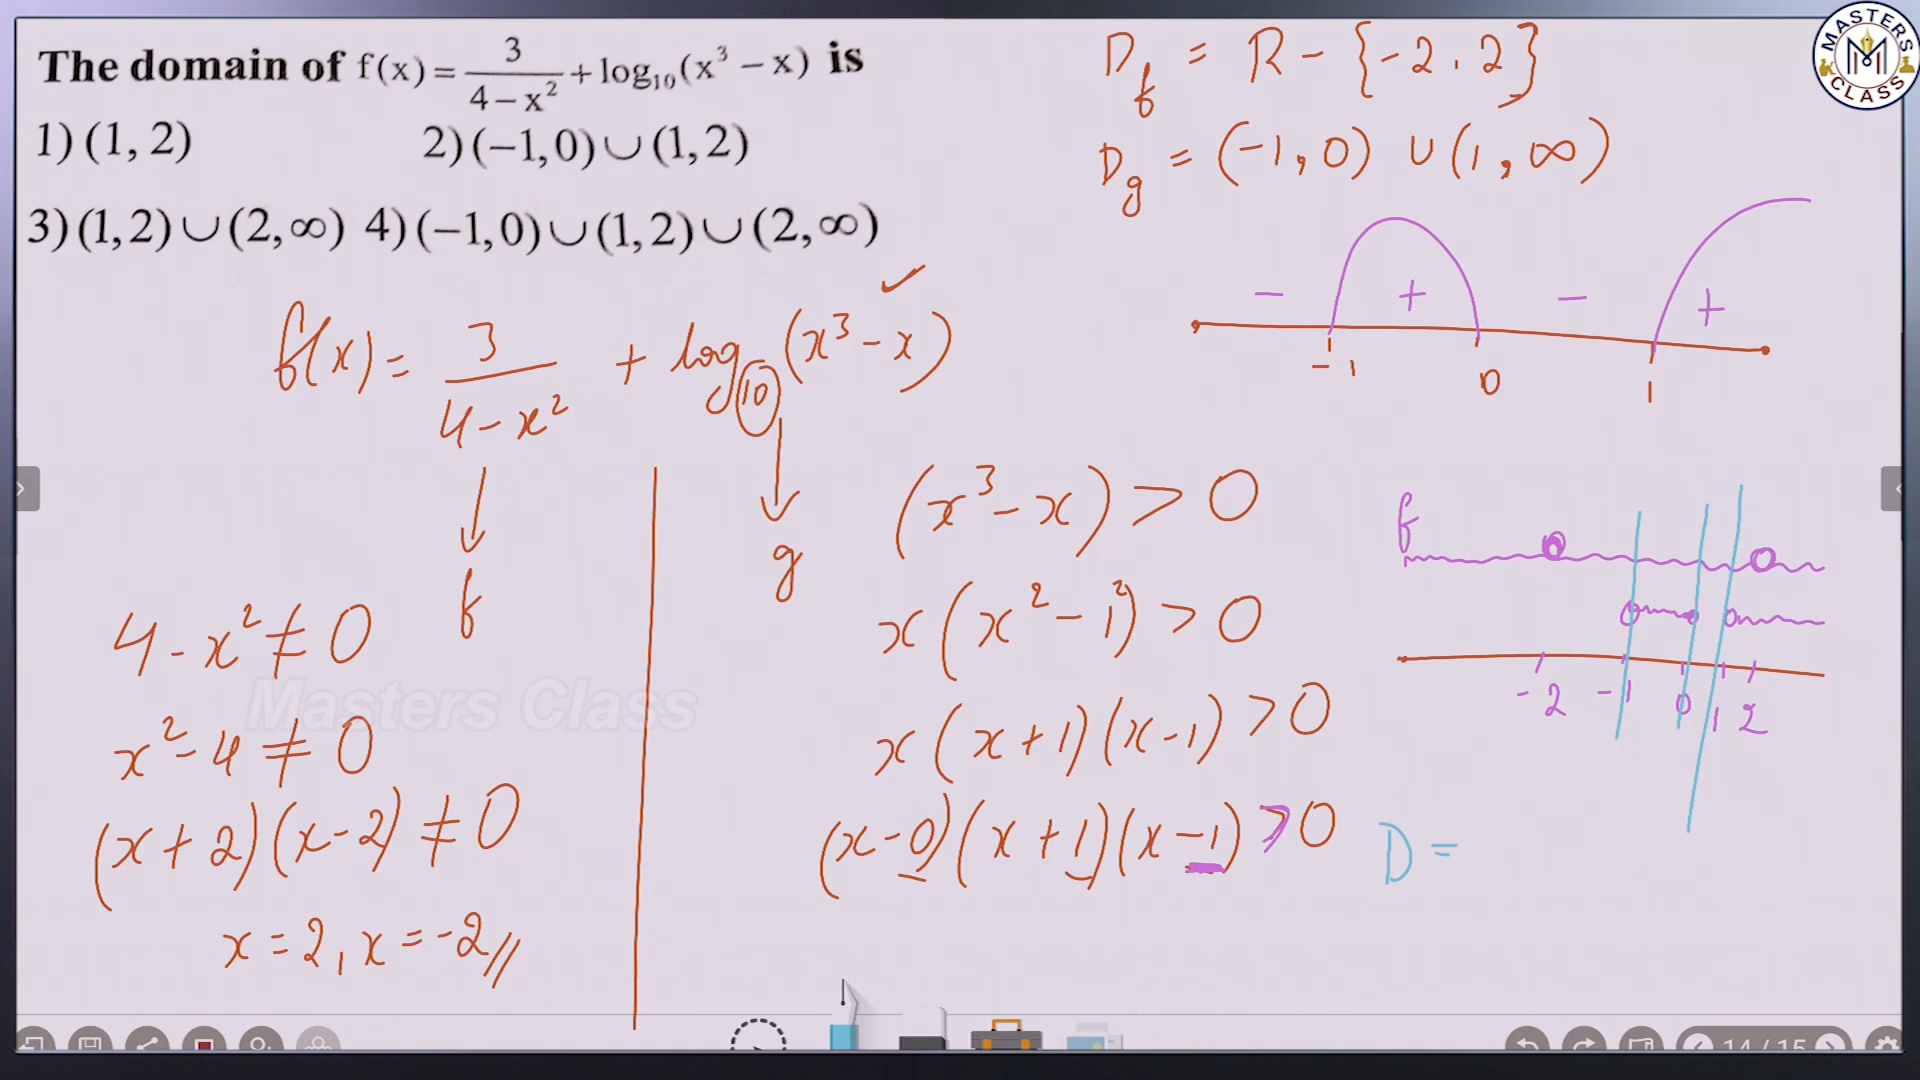 The domain of f(x) = 3/(4 − x²) + log₁₀(x³ − x) is
1) (1, 2)
2) (−1, 0) ∪ (1, 2)
3) (1, 2) ∪ (2, ∞)
4) (−1, 0) ∪ (1, 2) ∪ (2, ∞)
f(x) = 3/(4 − x²) + log₁₀(x³ − x) ✓
f
g
4 − x² ≠ 0
x² − 4 ≠ 0
(x + 2)(x − 2) ≠ 0
x = 2, x = −2 //
(x³ − x) > 0
x(x² − 1²) > 0
x(x + 1)(x − 1) > 0
(x − 0)(x + 1)(x − 1) > 0
D_f = R − {−2, 2}
D_g = (−1, 0) ∪ (1, ∞)
− + − +
−1 0 1
f
−2 −1 0 1 2
D =
Masters Class
MASTERS
M
CLASS
14 / 15